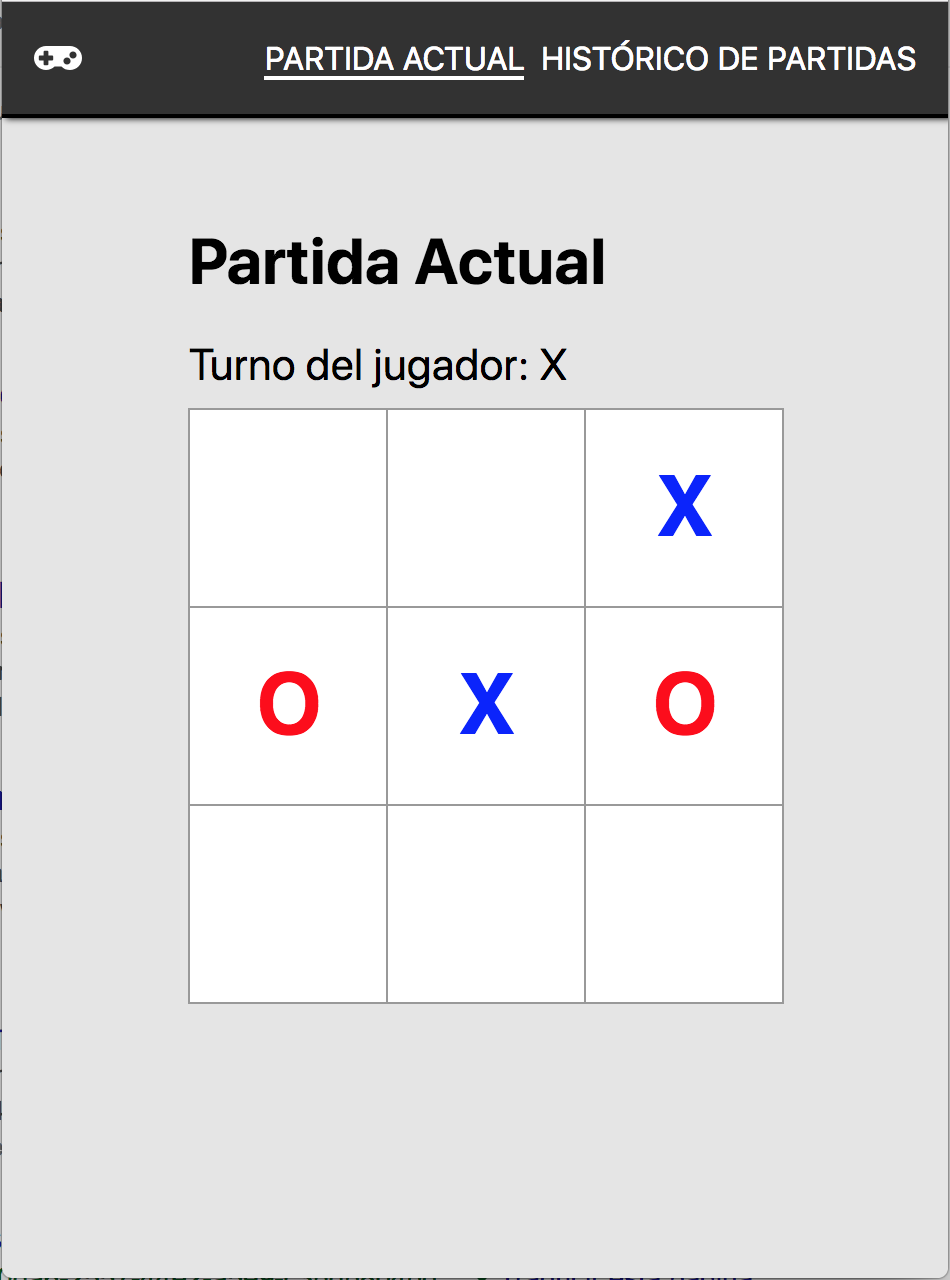 PARTIDA ACTUAL HISTÓRICO DE PARTIDAS
Partida Actual
Turno del jugador: X
X
O X O